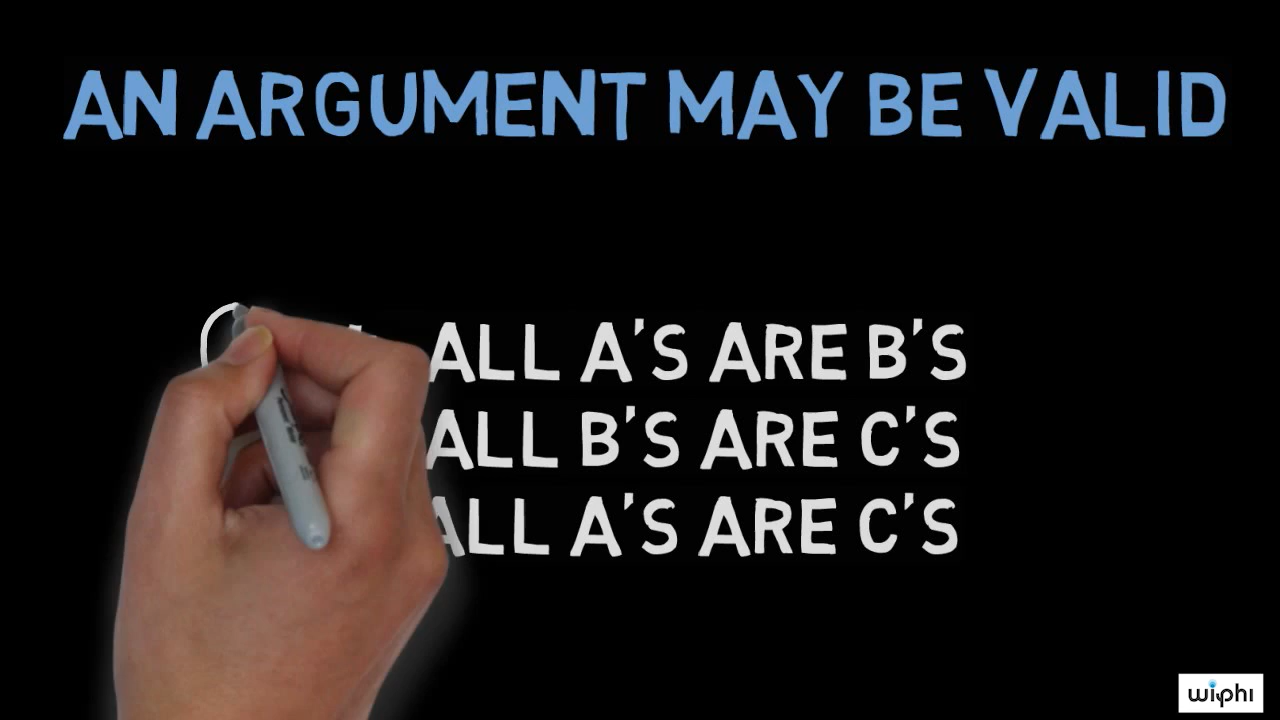 AN ARGUMENT MAY BE VALID
ALL A'S ARE B'S
ALL B'S ARE C'S
ALL A'S ARE C'S
wiphi